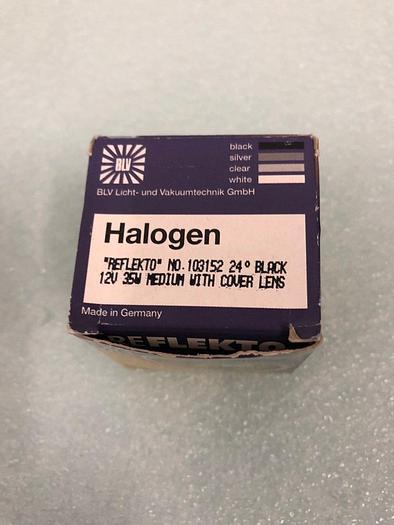 BLV
black
silver
clear
white
BLV Licht- und Vakuumtechnik GmbH
Halogen
"REFLEKTO" NO.103152 24° BLACK
12V 35W MEDIUM WITH COVER LENS
Made in Germany
REFLEKTO